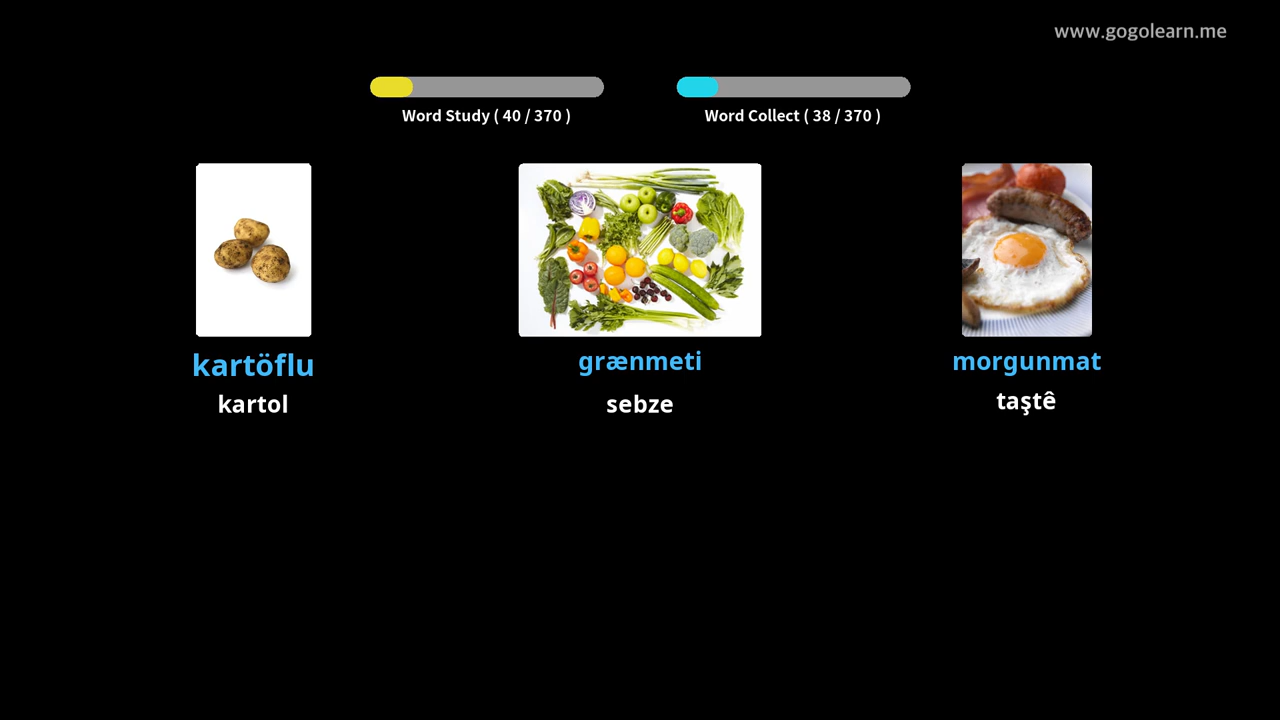 www.gogolearn.me
Word Study ( 40 / 370 )
Word Collect ( 38 / 370 )
kartöflu
kartol
grænmeti
sebze
morgunmat
taştê